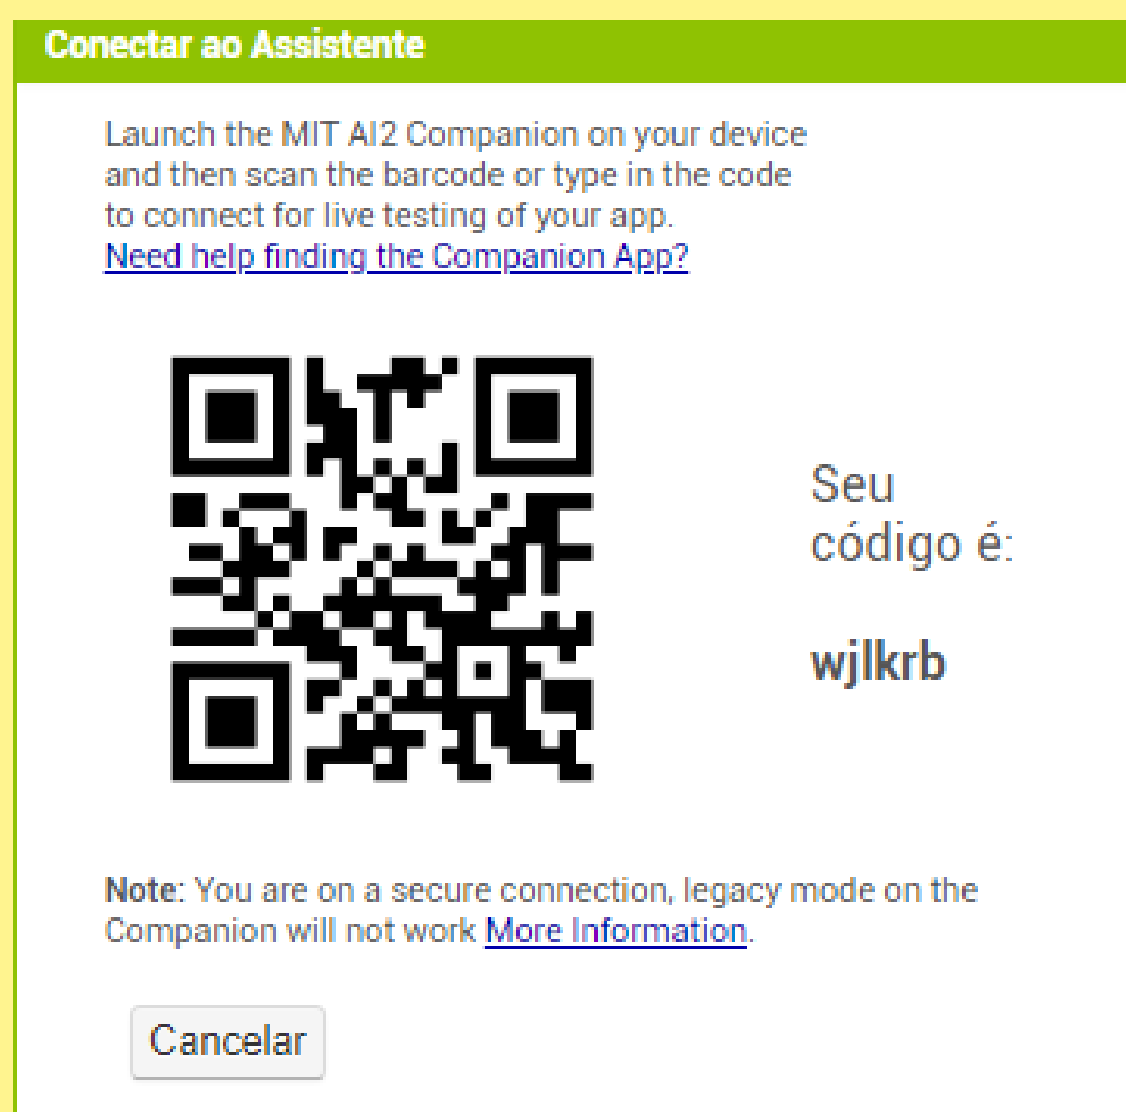 Conectar ao Assistente
Launch the MIT AI2 Companion on your device
and then scan the barcode or type in the code
to connect for live testing of your app.
Need help finding the Companion App?
Seu
código é:
wjlkrb
Note: You are on a secure connection, legacy mode on the
Companion will not work More Information.
Cancelar